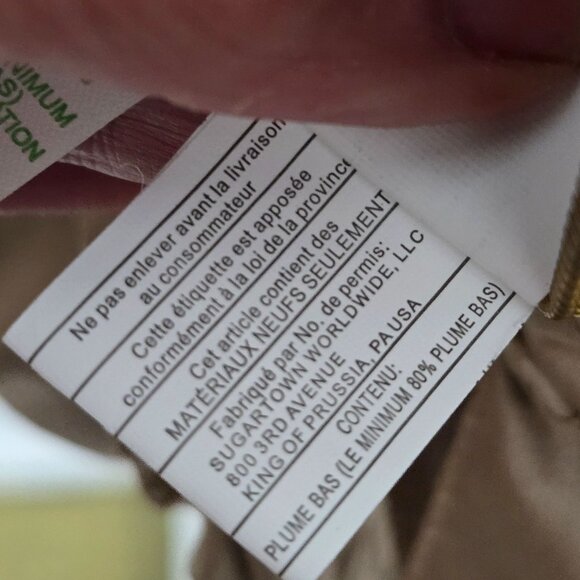 NIMUM
S)
TION
Ne pas enlever avant la livraison
au consommateur
Cette étiquette est apposée
conformément à la loi de la province
Cet article contient des
MATÉRIAUX NEUFS SEULEMENT
Fabriqué par No. de permis:
SUGARTOWN WORLDWIDE, LLC
800 3RD AVENUE
KING OF PRUSSIA, PA USA
CONTENU:
PLUME BAS (LE MINIMUM 80% PLUME BAS)